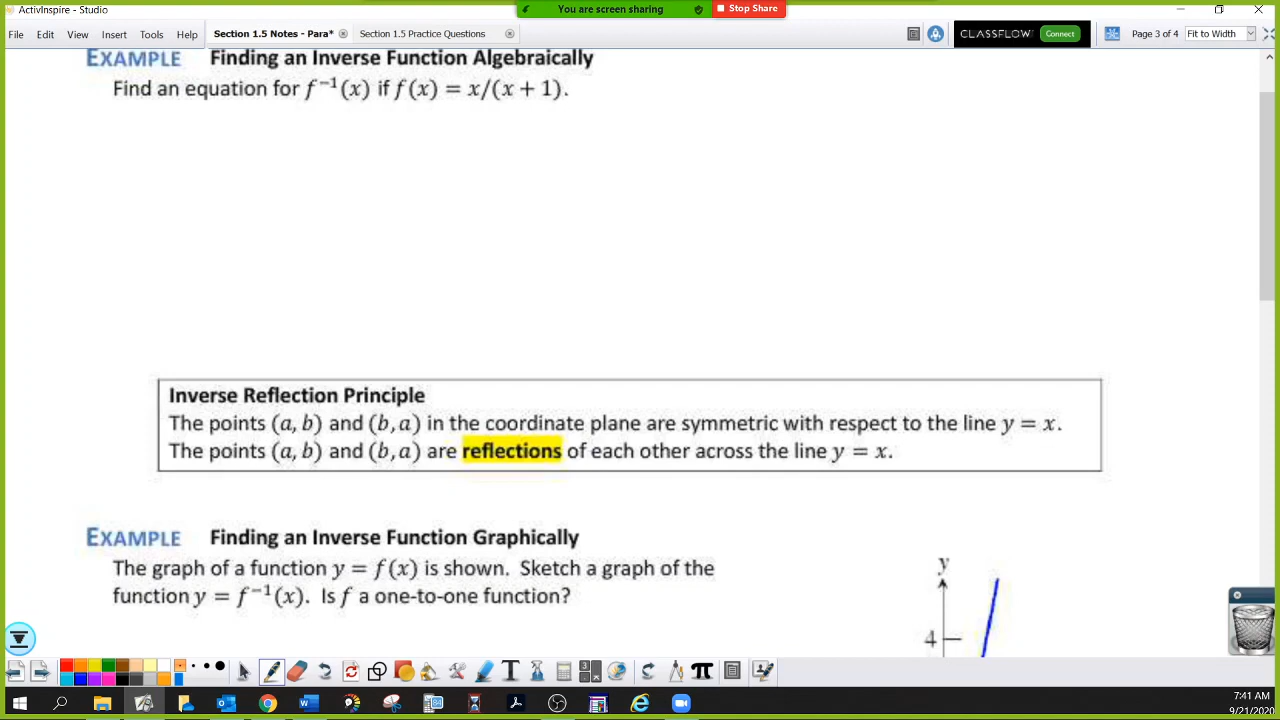 ActivInspire - Studio
You are screen sharing
Stop Share
File Edit View Insert Tools Help
Section 1.5 Notes - Para*
Section 1.5 Practice Questions
CLASSFLOW
Connect
Page 3 of 4
Fit to Width
EXAMPLE Finding an Inverse Function Algebraically
Find an equation for f⁻¹(x) if f(x) = x/(x + 1).
Inverse Reflection Principle
The points (a, b) and (b, a) in the coordinate plane are symmetric with respect to the line y = x.
The points (a, b) and (b, a) are reflections of each other across the line y = x.
EXAMPLE Finding an Inverse Function Graphically
The graph of a function y = f(x) is shown. Sketch a graph of the
function y = f⁻¹(x). Is f a one-to-one function?
y
4
7:41 AM
9/21/2020